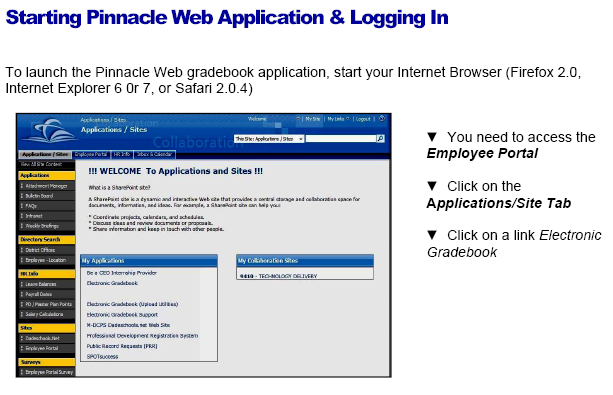 Starting Pinnacle Web Application & Logging In
To launch the Pinnacle Web gradebook application, start your Internet Browser (Firefox 2.0,
Internet Explorer 6 0r 7, or Safari 2.0.4)
Applications / Sites
Welcome
My Site
My Links
Logout
Applications / Sites
Collaboration
This Site: Applications / Sites
Applications / Sites
Employee Portal
HR Info
Inbox & Calendar
View All Site Content
Applications
Attachment Manager
Bulletin Board
FAQs
Intranet
Weekly Briefings
Directory Search
District Offices
Employee - Location
HR Info
Leave Balances
Payroll Dates
PD / Master Plan Points
Salary Calculations
Sites
Dadeschools.Net
Employee Portal
Surveys
Employee Portal Survey
!!! WELCOME To Applications and Sites !!!
What is a SharePoint site?
A SharePoint site is a dynamic and interactive Web site that provides a central storage and collaboration space for
documents, information, and ideas. For example, a SharePoint site can help you:
* Coordinate projects, calendars, and schedules.
* Discuss ideas and review documents or proposals.
* Share information and keep in touch with other people.
My Applications
Be a CEO Internship Provider
Electronic Gradebook
Electronic Gradebook (Upload Utilities)
Electronic Gradebook Support
M-DCPS Dadeschools.net Web Site
Professional Development Registration System
Public Record Requests (PRR)
SPOTsuccess
My Collaboration Sites
9410 - TECHNOLOGY DELIVERY
▼ You need to access the
Employee Portal
▼ Click on the
Applications/Site Tab
▼ Click on a link Electronic
Gradebook